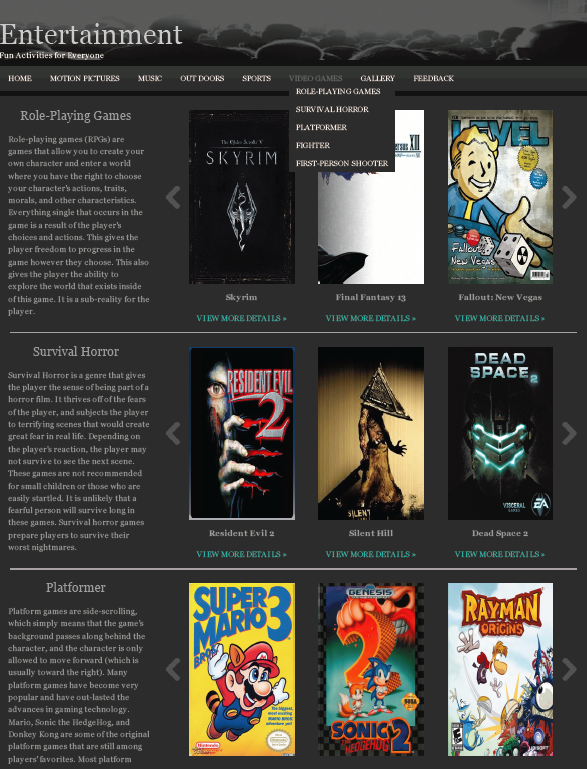 Entertainment
Fun Activities for Everyone
HOME MOTION PICTURES MUSIC OUT DOORS SPORTS VIDEO GAMES GALLERY FEEDBACK
ROLE-PLAYING GAMES
SURVIVAL HORROR
PLATFORMER
FIGHTER
FIRST-PERSON SHOOTER
Role-Playing Games
Role-playing games (RPGs) are
games that allow you to create your
own character and enter a world
where you have the right to choose
your character's actions, traits,
morals, and other characteristics.
Everything single that occurs in the
game is a result of the player's
choices and actions. This gives the
player freedom to progress in the
game however they choose. This also
gives the player the ability to
explore the world that exists inside
of this game. It is a sub-reality for the
player.
The Elder Scrolls V
SKYRIM
XII
LEVEL
Fallout
New Vegas
Skyrim
Final Fantasy 13
Fallout: New Vegas
VIEW MORE DETAILS »
VIEW MORE DETAILS »
VIEW MORE DETAILS »
Survival Horror
Survival Horror is a genre that gives
the player the sense of being part of a
horror film. It thrives off of the fears
of the player, and subjects the player
to terrifying scenes that would create
great fear in real life. Depending on
the player's reaction, the player may
not survive to see the next scene.
These games are not recommended
for small children or those who are
easily startled. It is unlikely that a
fearful person will survive long in
these games. Survival horror games
prepare players to survive their
worst nightmares.
RESIDENT EVIL
2
SILENT
DEAD
SPACE 2
VISCERAL
GAMES
EA
Resident Evil 2
Silent Hill
Dead Space 2
VIEW MORE DETAILS »
VIEW MORE DETAILS »
VIEW MORE DETAILS »
Platformer
Platform games are side-scrolling,
which simply means that the game's
background passes along behind the
character, and the character is only
allowed to move forward (which is
usually toward the right). Many
platform games have become very
popular and have out-lasted the
advances in gaming technology.
Mario, Sonic the HedgeHog, and
Donkey Kong are some of the original
platform games that are still among
players' favorites. Most platform
SUPER
MARIO
BROS.
3
Nintendo
GENESIS
2
SEGA
SONIC
THE HEDGEHOG 2
RAYMAN
ORIGINS
E
UBISOFT